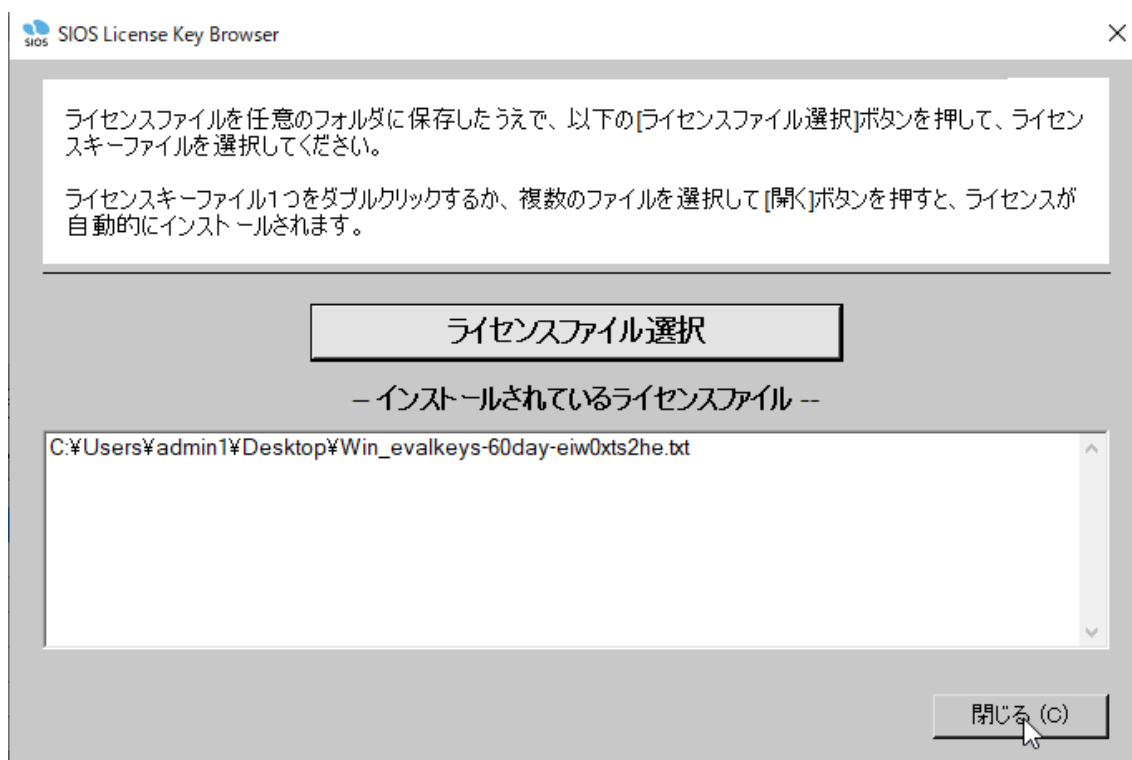 SIOS SIOS License Key Browser
ライセンスファイルを任意のフォルダに保存したうえで、以下の[ライセンスファイル選択]ボタンを押して、ライセン
スキーファイルを選択してください。
ライセンスキーファイル1つをダブルクリックするか、複数のファイルを選択して[開く]ボタンを押すと、ライセンスが
自動的にインストールされます。
ライセンスファイル選択
-- インストールされているライセンスファイル --
C:¥Users¥admin1¥Desktop¥Win_evalkeys-60day-eiw0xts2he.txt
閉じる (C)